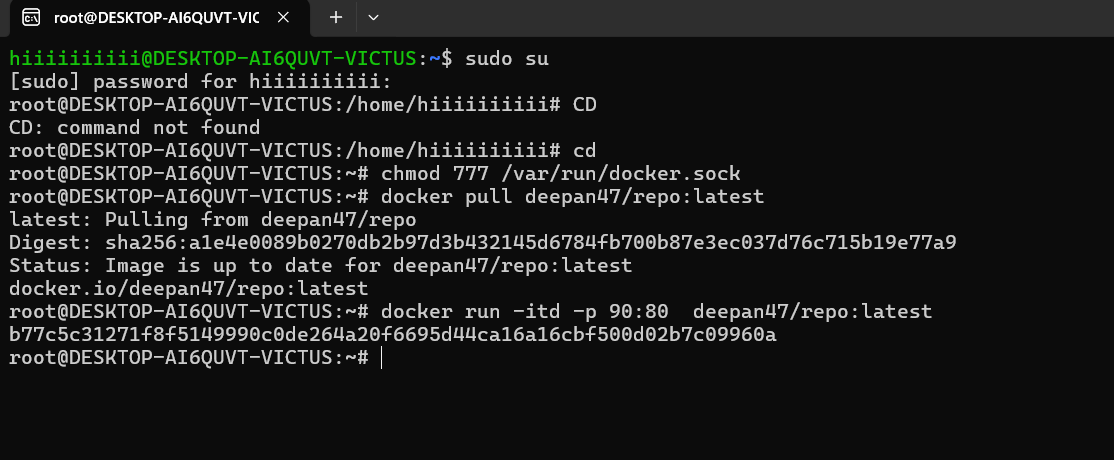 root@DESKTOP-AI6QUVT-VIC
hiiiiiiiiii@DESKTOP-AI6QUVT-VICTUS:~$ sudo su
[sudo] password for hiiiiiiiiii:
root@DESKTOP-AI6QUVT-VICTUS:/home/hiiiiiiiiii# CD
CD: command not found
root@DESKTOP-AI6QUVT-VICTUS:/home/hiiiiiiiiii# cd
root@DESKTOP-AI6QUVT-VICTUS:~# chmod 777 /var/run/docker.sock
root@DESKTOP-AI6QUVT-VICTUS:~# docker pull deepan47/repo:latest
latest: Pulling from deepan47/repo
Digest: sha256:a1e4e0089b0270db2b97d3b432145d6784fb700b87e3ec037d76c715b19e77a9
Status: Image is up to date for deepan47/repo:latest
docker.io/deepan47/repo:latest
root@DESKTOP-AI6QUVT-VICTUS:~# docker run -itd -p 90:80  deepan47/repo:latest
b77c5c31271f8f5149990c0de264a20f6695d44ca16a16cbf500d02b7c09960a
root@DESKTOP-AI6QUVT-VICTUS:~#